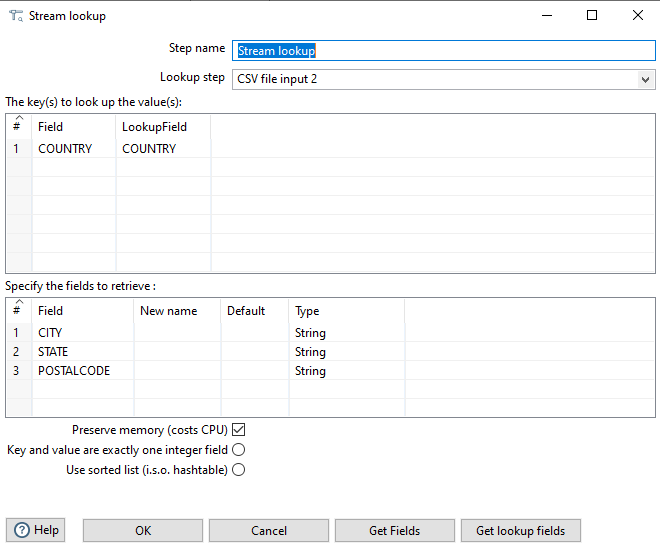 Stream lookup
Step name Stream lookup
Lookup step CSV file input 2
The key(s) to look up the value(s):
# Field LookupField
1 COUNTRY COUNTRY
Specify the fields to retrieve :
# Field New name Default Type
1 CITY String
2 STATE String
3 POSTALCODE String
Preserve memory (costs CPU)
Key and value are exactly one integer field
Use sorted list (i.s.o. hashtable)
? Help OK Cancel Get Fields Get lookup fields